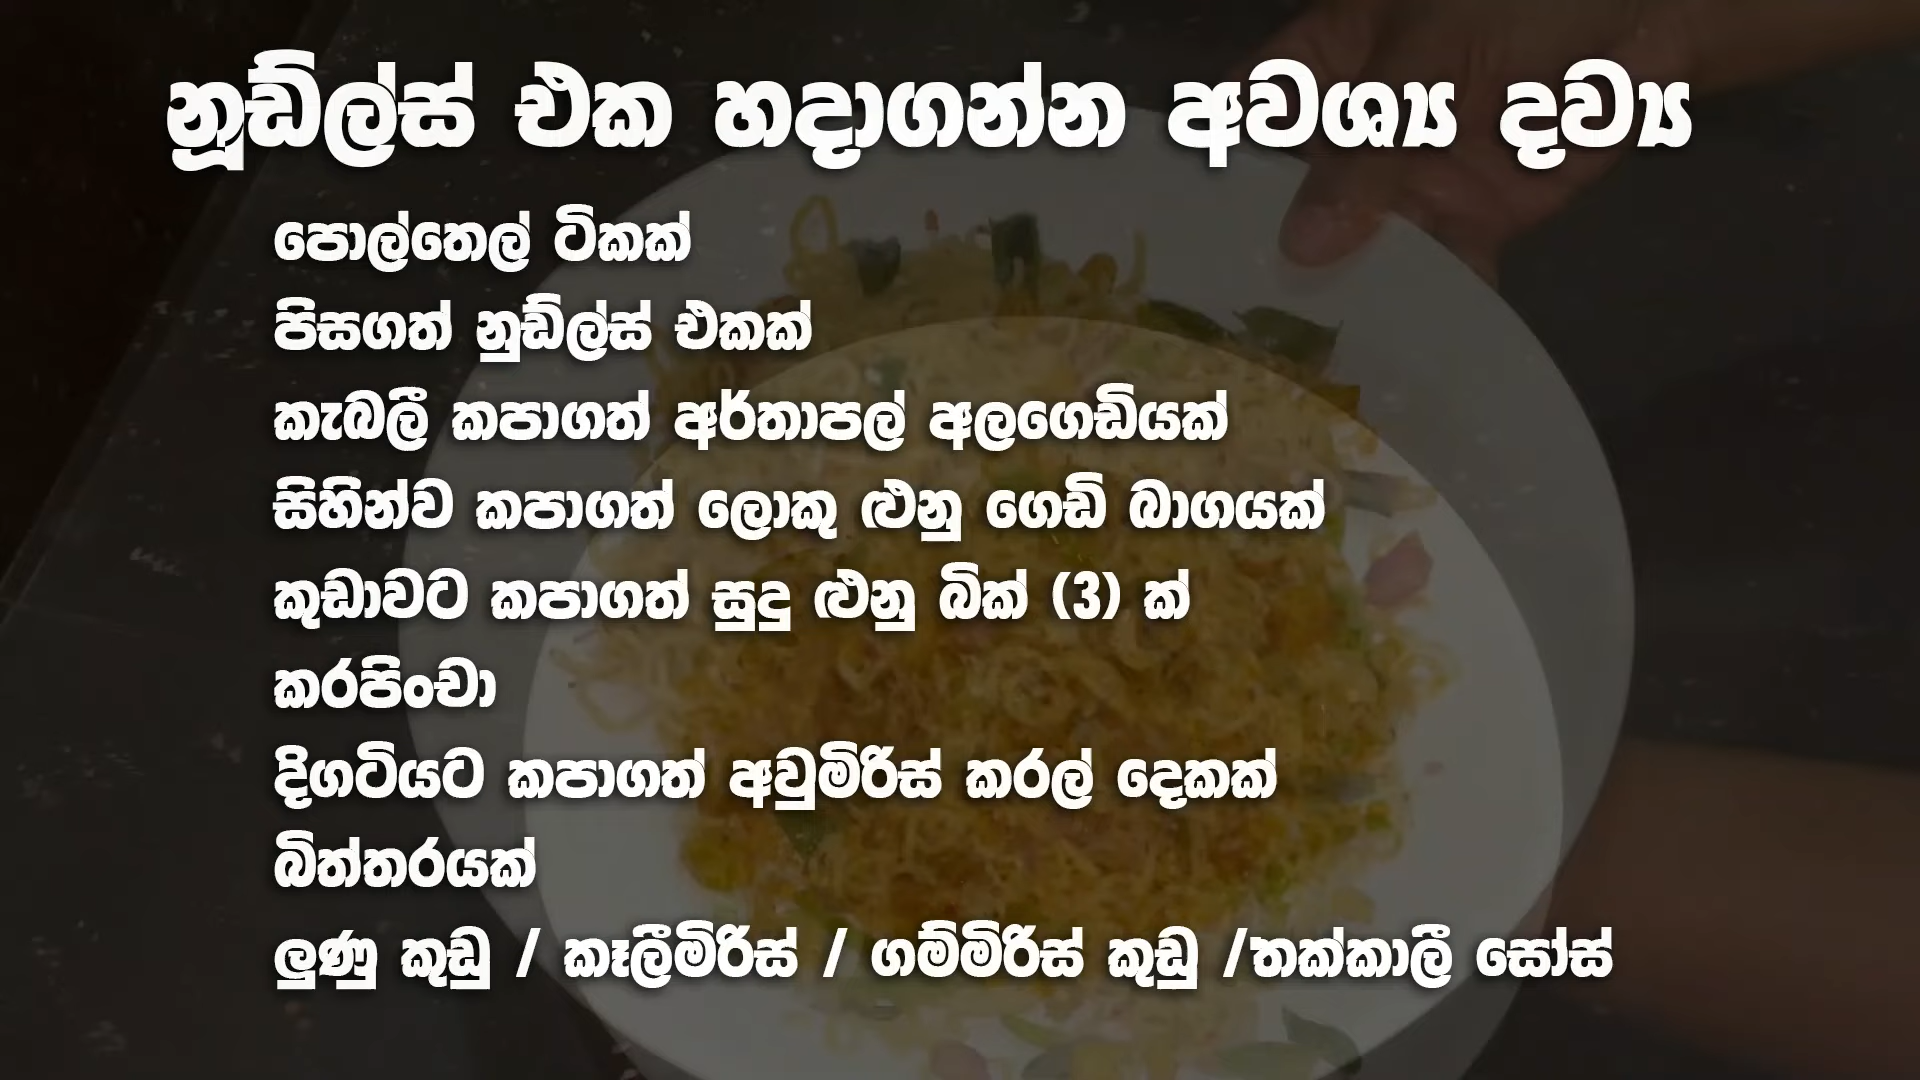 නූඩ්ල්ස් එක හදාගන්න අවශ්‍ය ද්‍රව්‍ය
පොල්තෙල් ටිකක්
පිසගත් නුඩ්ල්ස් එකක්
කැබලි කපාගත් අර්තාපල් අලගෙඩියක්
සිහින්ව කපාගත් ලොකු ළුනු ගෙඩි බාගයක්
කුඩාවට කපාගත් සුදු ළුනු බික් (3) ක්
කරපිංචා
දිගටියට කපාගත් අවුමිරිස් කරල් දෙකක්
බිත්තරයක්
ලුණු කුඩු / කෑලිමිරිස් / ගම්මිරිස් කුඩු /තක්කාලි සෝස්